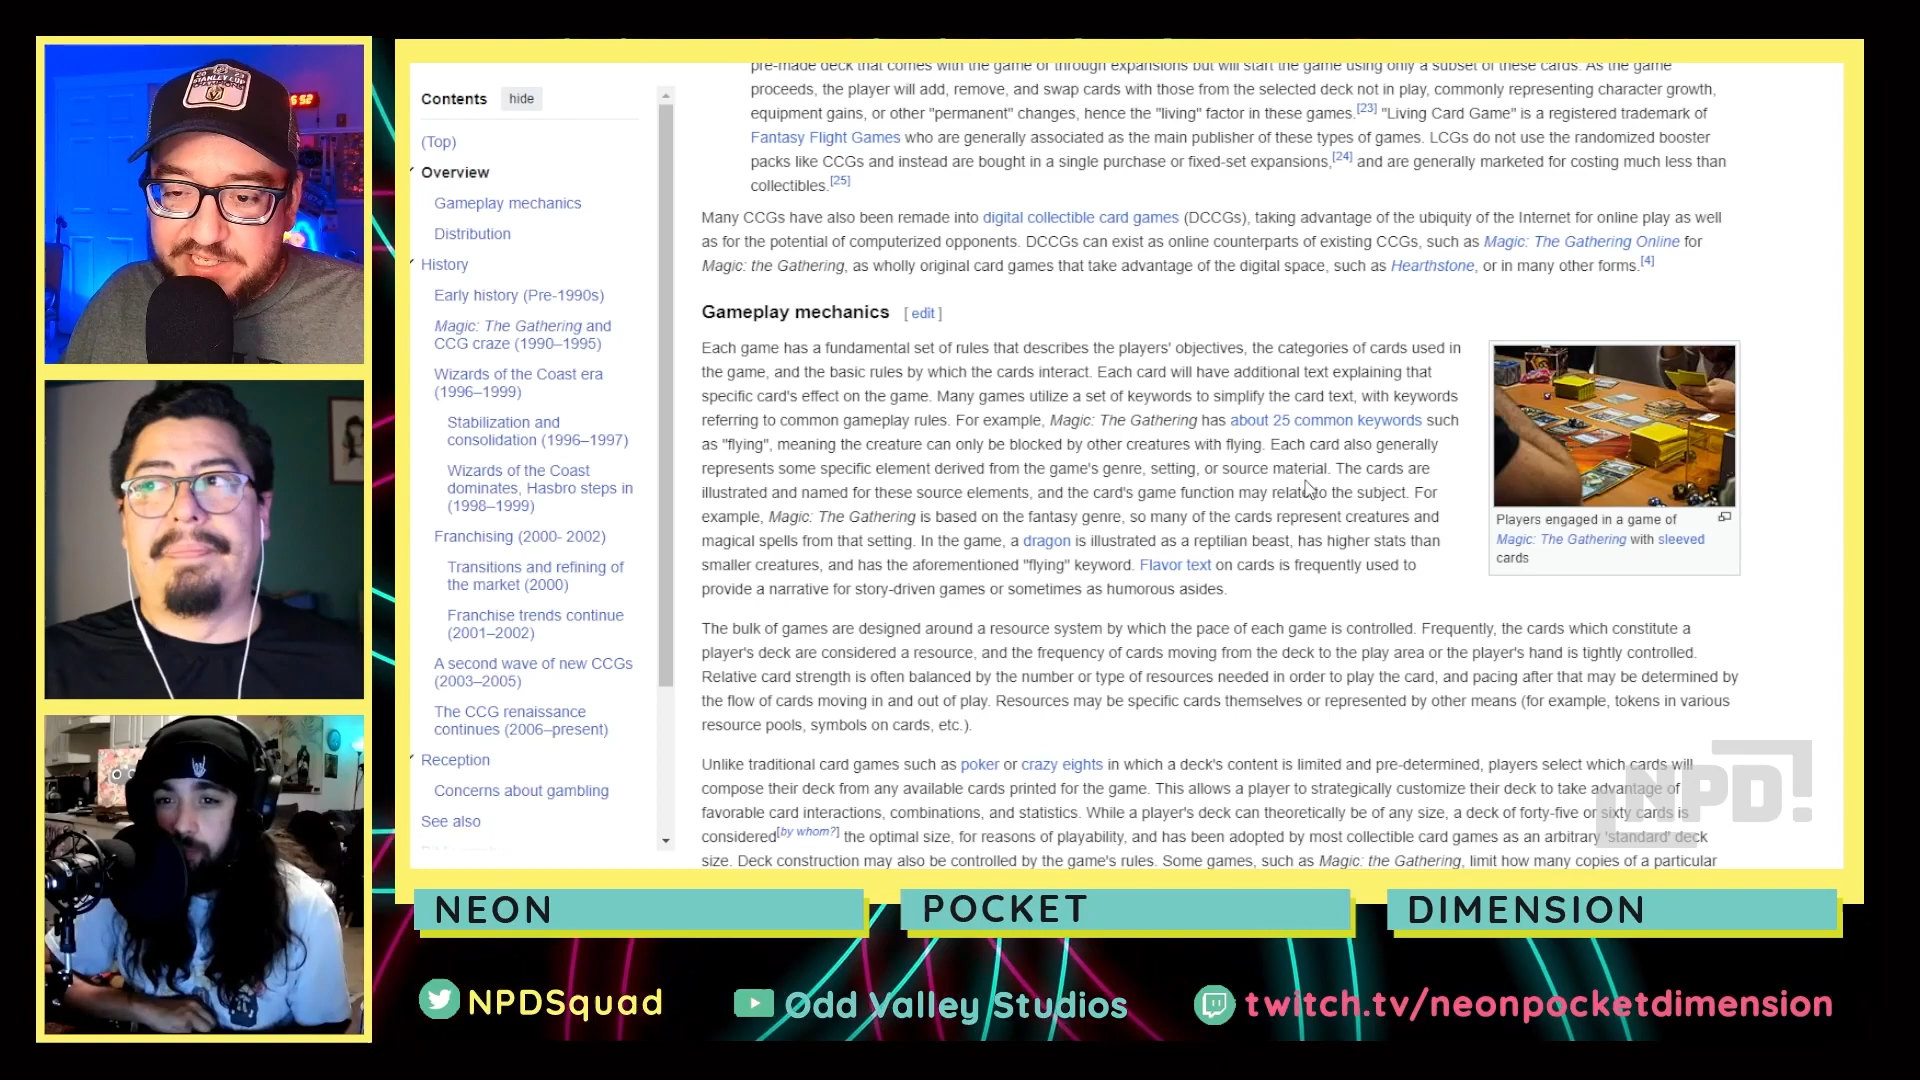 20 23
STANLEY CUP
6:52
Contents hide
(Top)
Overview
Gameplay mechanics
Distribution
History
Early history (Pre-1990s)
Magic: The Gathering and
CCG craze (1990–1995)
Wizards of the Coast era
(1996–1999)
Stabilization and
consolidation (1996–1997)
Wizards of the Coast
dominates, Hasbro steps in
(1998–1999)
Franchising (2000- 2002)
Transitions and refining of
the market (2000)
Franchise trends continue
(2001–2002)
A second wave of new CCGs
(2003–2005)
The CCG renaissance
continues (2006–present)
Reception
Concerns about gambling
See also
pre-made deck that comes with the game or through expansions but will start the game using only a subset of these cards. As the game
proceeds, the player will add, remove, and swap cards with those from the selected deck not in play, commonly representing character growth,
equipment gains, or other "permanent" changes, hence the "living" factor in these games.[23] "Living Card Game" is a registered trademark of
Fantasy Flight Games who are generally associated as the main publisher of these types of games. LCGs do not use the randomized booster
packs like CCGs and instead are bought in a single purchase or fixed-set expansions,[24] and are generally marketed for costing much less than
collectibles.[25]
Many CCGs have also been remade into digital collectible card games (DCCGs), taking advantage of the ubiquity of the Internet for online play as well
as for the potential of computerized opponents. DCCGs can exist as online counterparts of existing CCGs, such as Magic: The Gathering Online for
Magic: the Gathering, as wholly original card games that take advantage of the digital space, such as Hearthstone, or in many other forms.[4]
Gameplay mechanics [ edit ]
Each game has a fundamental set of rules that describes the players' objectives, the categories of cards used in
the game, and the basic rules by which the cards interact. Each card will have additional text explaining that
specific card's effect on the game. Many games utilize a set of keywords to simplify the card text, with keywords
referring to common gameplay rules. For example, Magic: The Gathering has about 25 common keywords such
as "flying", meaning the creature can only be blocked by other creatures with flying. Each card also generally
represents some specific element derived from the game's genre, setting, or source material. The cards are
illustrated and named for these source elements, and the card's game function may relate to the subject. For
example, Magic: The Gathering is based on the fantasy genre, so many of the cards represent creatures and
magical spells from that setting. In the game, a dragon is illustrated as a reptilian beast, has higher stats than
smaller creatures, and has the aforementioned "flying" keyword. Flavor text on cards is frequently used to
provide a narrative for story-driven games or sometimes as humorous asides.
Players engaged in a game of
Magic: The Gathering with sleeved
cards
The bulk of games are designed around a resource system by which the pace of each game is controlled. Frequently, the cards which constitute a
player's deck are considered a resource, and the frequency of cards moving from the deck to the play area or the player's hand is tightly controlled.
Relative card strength is often balanced by the number or type of resources needed in order to play the card, and pacing after that may be determined by
the flow of cards moving in and out of play. Resources may be specific cards themselves or represented by other means (for example, tokens in various
resource pools, symbols on cards, etc.).
Unlike traditional card games such as poker or crazy eights in which a deck's content is limited and pre-determined, players select which cards will
compose their deck from any available cards printed for the game. This allows a player to strategically customize their deck to take advantage of
favorable card interactions, combinations, and statistics. While a player's deck can theoretically be of any size, a deck of forty-five or sixty cards is
considered[by whom?] the optimal size, for reasons of playability, and has been adopted by most collectible card games as an arbitrary 'standard' deck
size. Deck construction may also be controlled by the game's rules. Some games, such as Magic: the Gathering, limit how many copies of a particular
NPD!
NEON POCKET DIMENSION
NPDSquad Odd Valley Studios twitch.tv/neonpocketdimension